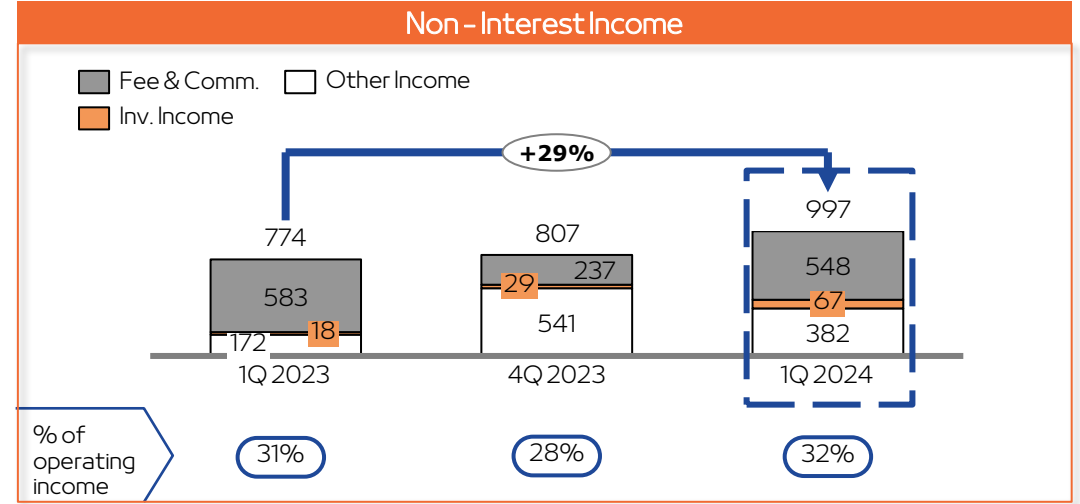 Non - Interest Income
Fee & Comm.
Other Income
Inv. Income
+29%
774
807
997
583
18
172
237
29
541
548
67
382
1Q 2023
4Q 2023
1Q 2024
% of
operating
income
31%
28%
32%